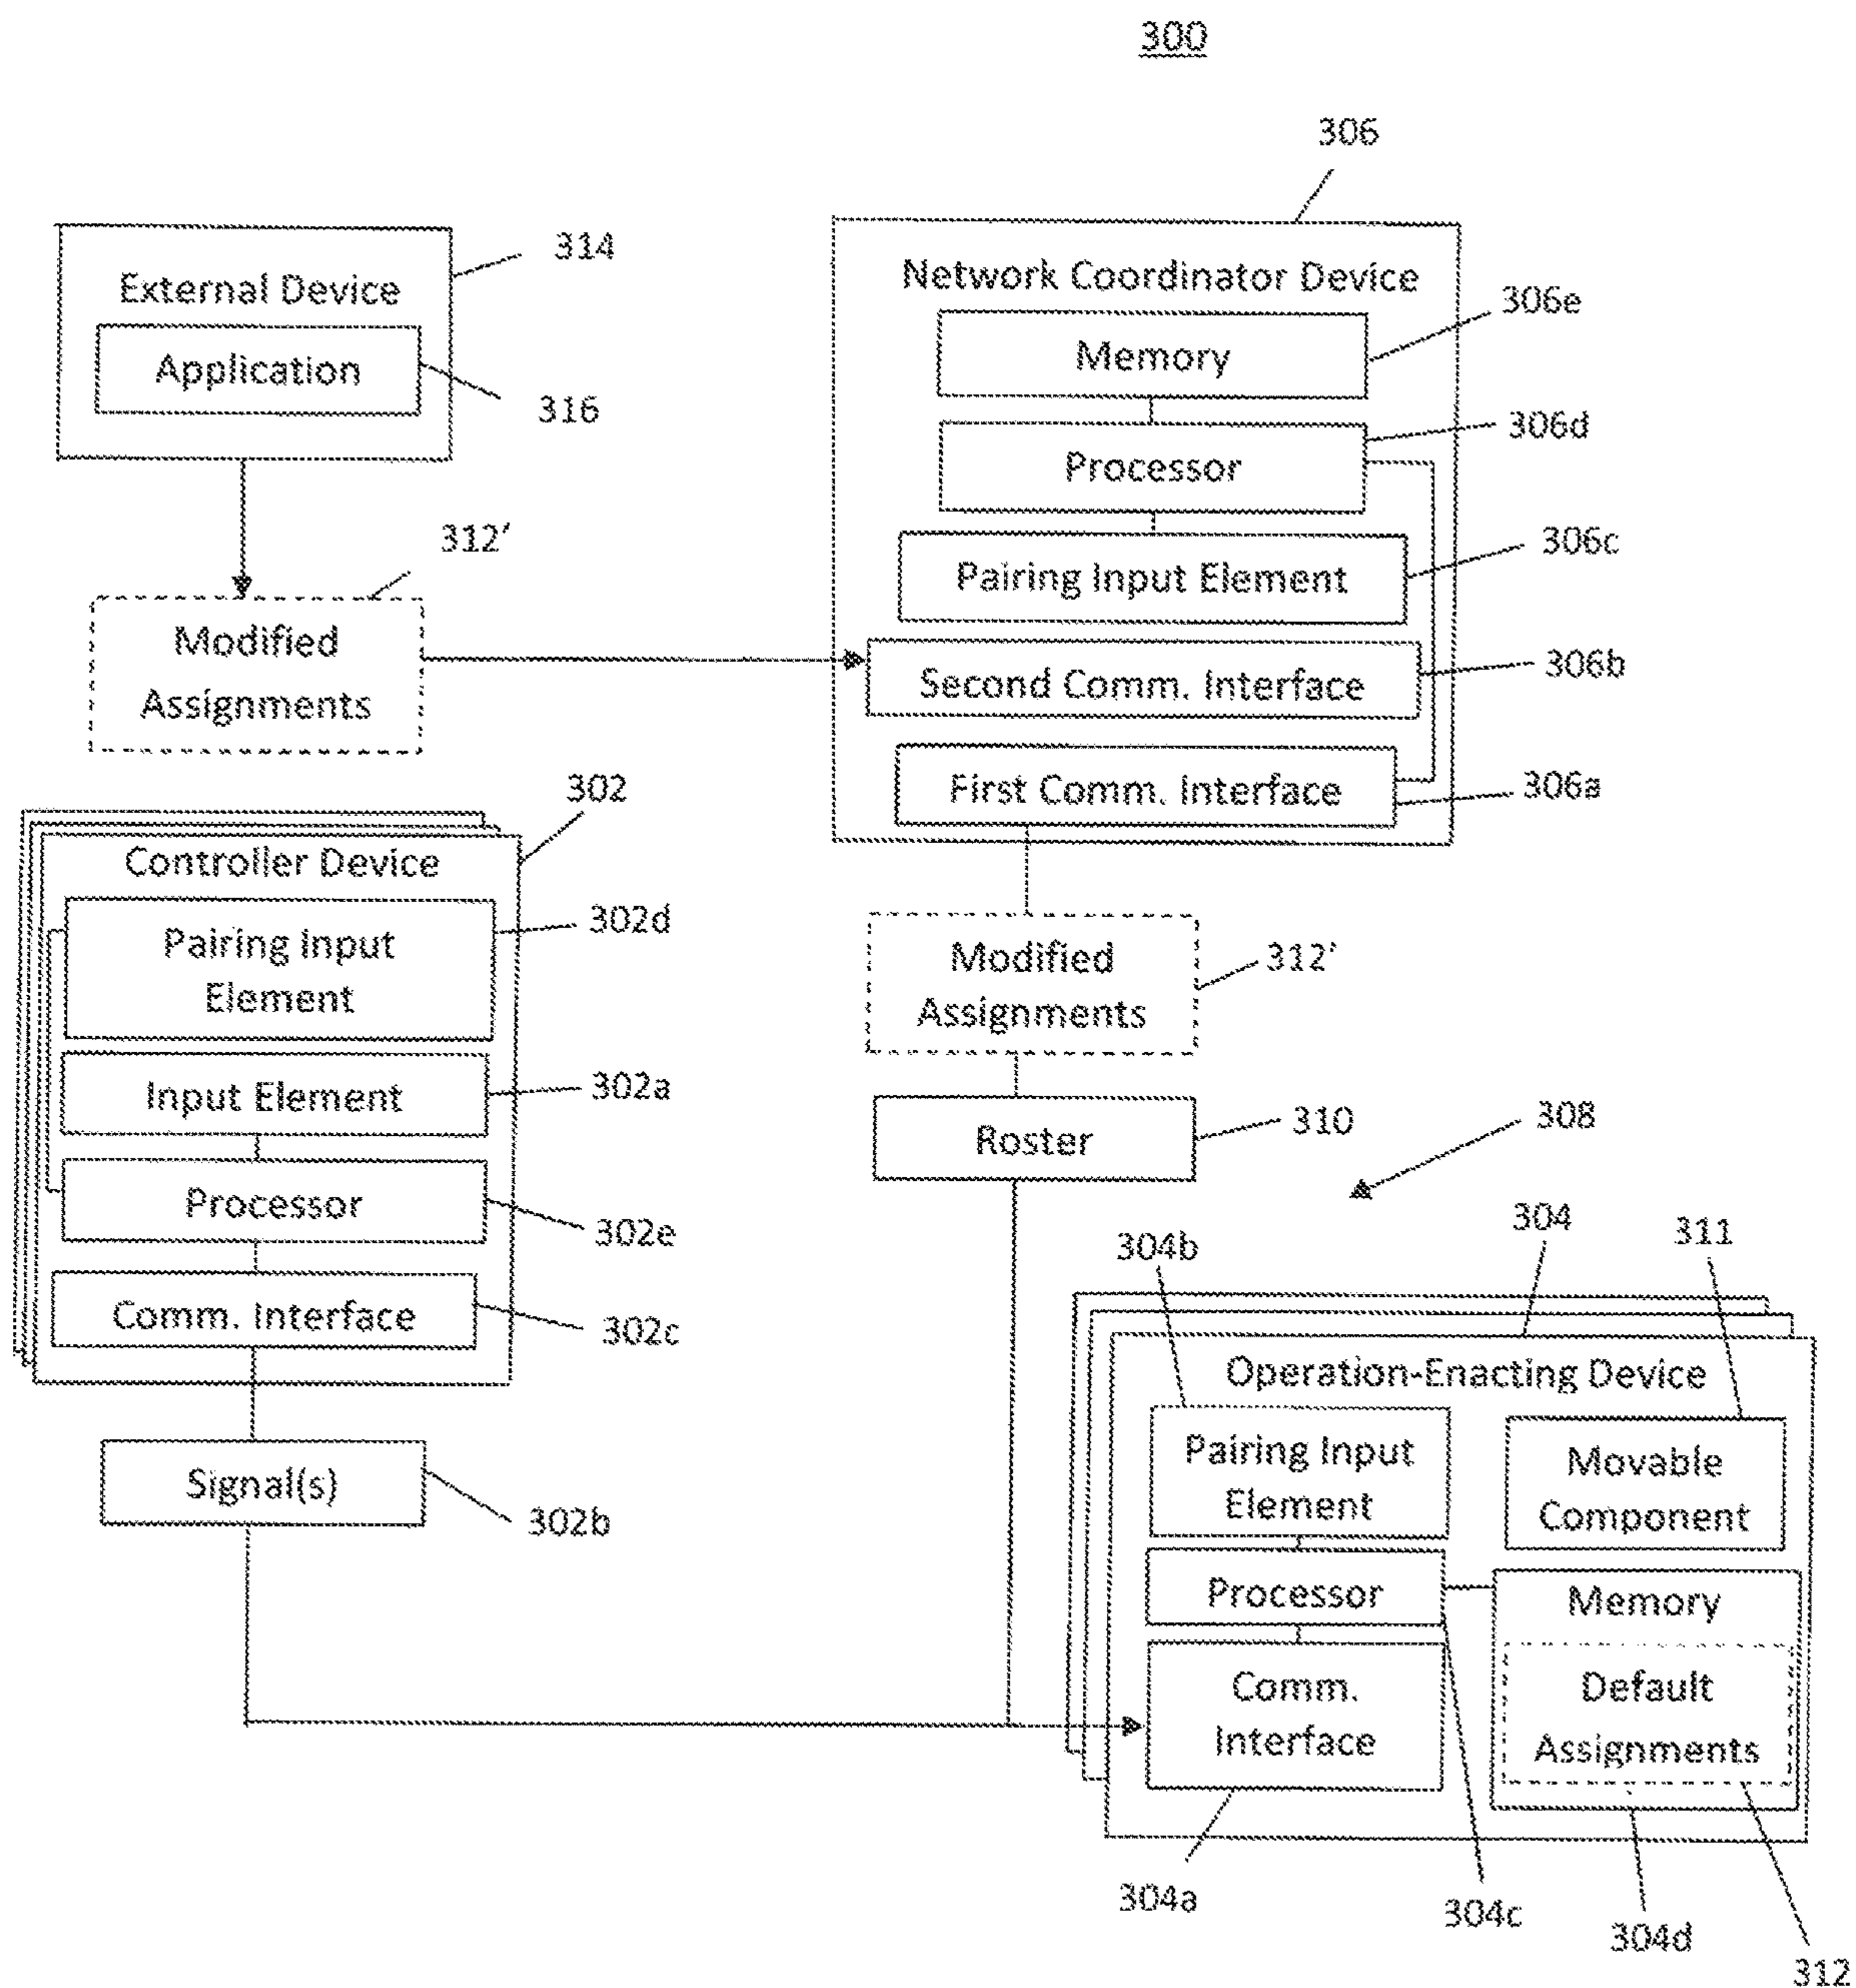 300
306
314
External Device
Application
316
Network Coordinator Device
306e
Memory
306d
Processor
306c
Pairing Input Element
312'
Modified
Assignments
Second Comm. Interface
306b
First Comm. Interface
306a
302
Controller Device
Pairing Input
Element
302d
Input Element
302a
Processor
302e
Comm. Interface
302c
Signal(s)
302b
Modified
Assignments
312'
Roster
310
308
304
311
304b
Operation-Enacting Device
Pairing Input
Element
Movable
Component
Processor
Memory
Comm.
Interface
Default
Assignments
304a
304c
304d
312